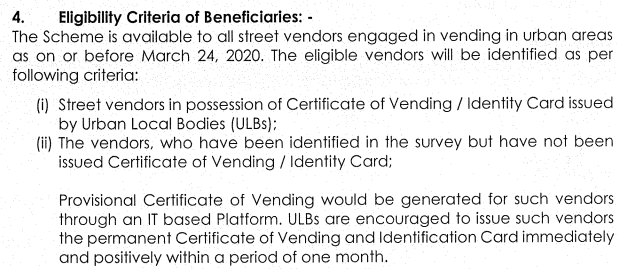 4. Eligibility Criteria of Beneficiaries: -
The Scheme is available to all street vendors engaged in vending in urban areas
as on or before March 24, 2020. The eligible vendors will be identified as per
following criteria:
(i) Street vendors in possession of Certificate of Vending / Identity Card issued
by Urban Local Bodies (ULBs);
(ii) The vendors, who have been identified in the survey but have not been
issued Certificate of Vending / Identity Card;
Provisional Certificate of Vending would be generated for such vendors
through an IT based Platform. ULBs are encouraged to issue such vendors
the permanent Certificate of Vending and Identification Card immediately
and positively within a period of one month.